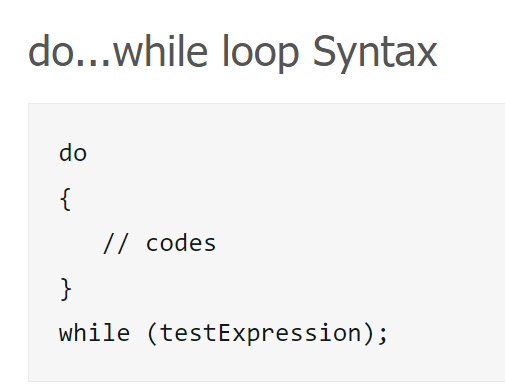 do...while loop Syntax
do
{
   // codes
}
while (testExpression);